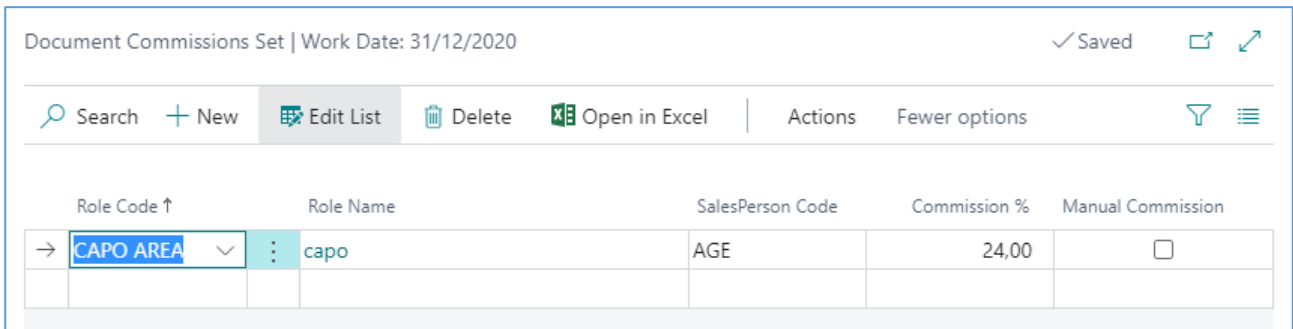 Document Commissions Set | Work Date: 31/12/2020 Saved
Search New Edit List Delete Open in Excel Actions Fewer options
Role Code ↑ Role Name SalesPerson Code Commission % Manual Commission
CAPO AREA capo AGE 24,00